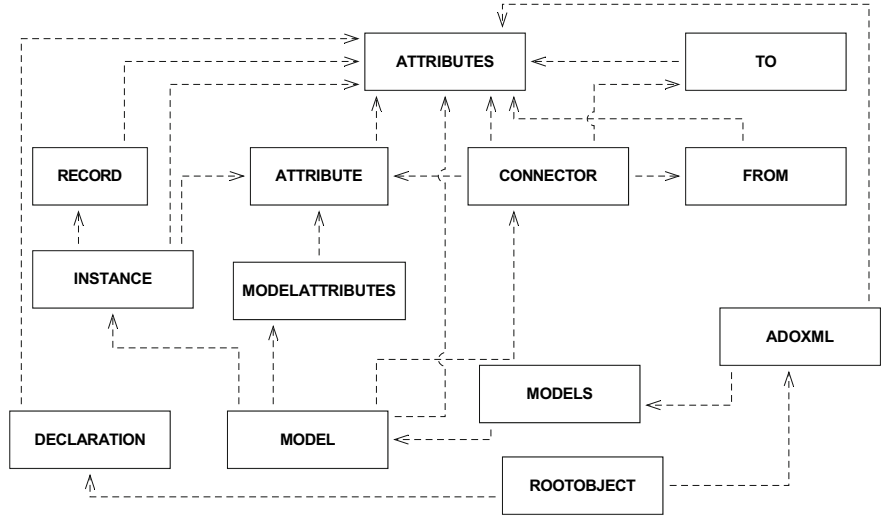 ATTRIBUTES
TO
RECORD
ATTRIBUTE
CONNECTOR
FROM
INSTANCE
MODELATTRIBUTES
ADOXML
MODELS
DECLARATION
MODEL
ROOTOBJECT